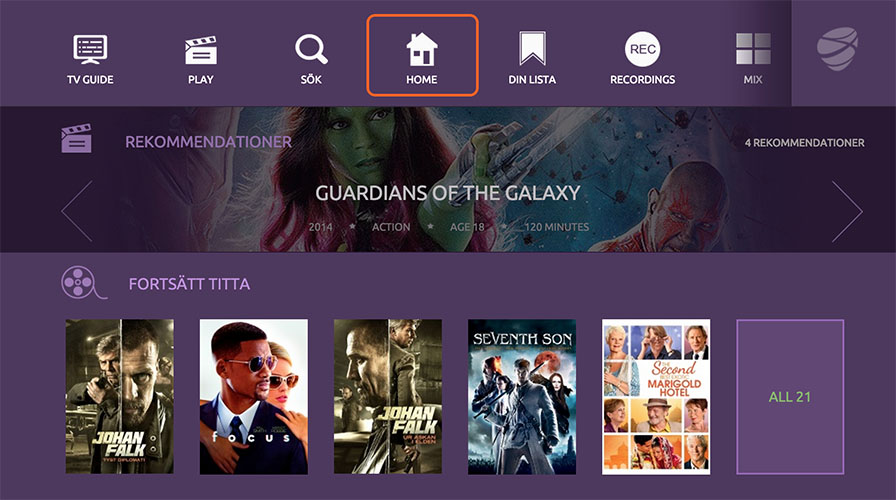 TV GUIDE
PLAY
SÖK
HOME
DIN LISTA
REC
RECORDINGS
MIX
REKOMMENDATIONER
4 REKOMMENDATIONER
GUARDIANS OF THE GALAXY
2014 ★ ACTION ★ AGE 18 ★ 120 MINUTES
FORTSÄTT TITTA
JOHAN
FALK
TYST DIPLOMATI
focus
JOHAN
FALK
UR ASKAN
I ELDEN
SEVENTH SON
The
Second
BEST EXOTIC
MARIGOLD
HOTEL
ALL 21